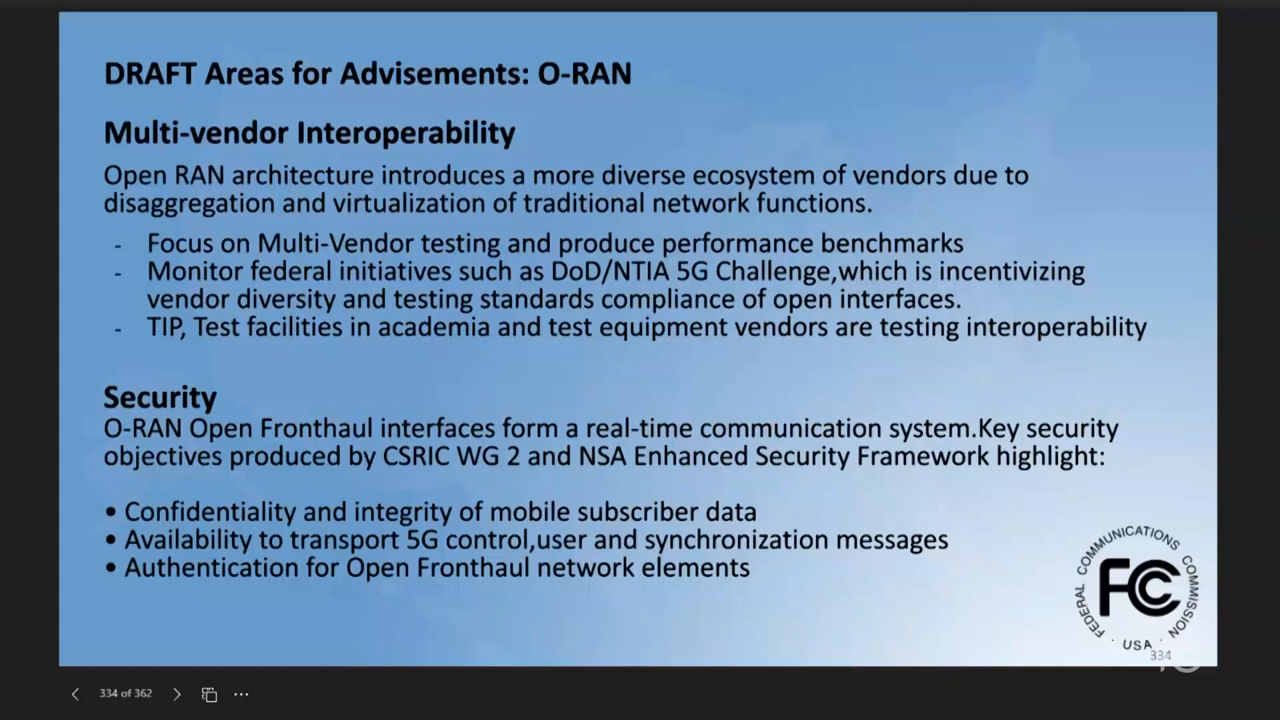 DRAFT Areas for Advisements: O-RAN
Multi-vendor Interoperability
Open RAN architecture introduces a more diverse ecosystem of vendors due to
disaggregation and virtualization of traditional network functions.
- Focus on Multi-Vendor testing and produce performance benchmarks
- Monitor federal initiatives such as DoD/NTIA 5G Challenge,which is incentivizing
vendor diversity and testing standards compliance of open interfaces.
- TIP, Test facilities in academia and test equipment vendors are testing interoperability
Security
O-RAN Open Fronthaul interfaces form a real-time communication system.Key security
objectives produced by CSRIC WG 2 and NSA Enhanced Security Framework highlight:
• Confidentiality and integrity of mobile subscriber data
• Availability to transport 5G control,user and synchronization messages
• Authentication for Open Fronthaul network elements
FEDERAL COMMUNICATIONS COMMISSION
FCC
· USA ·
334
334 of 362